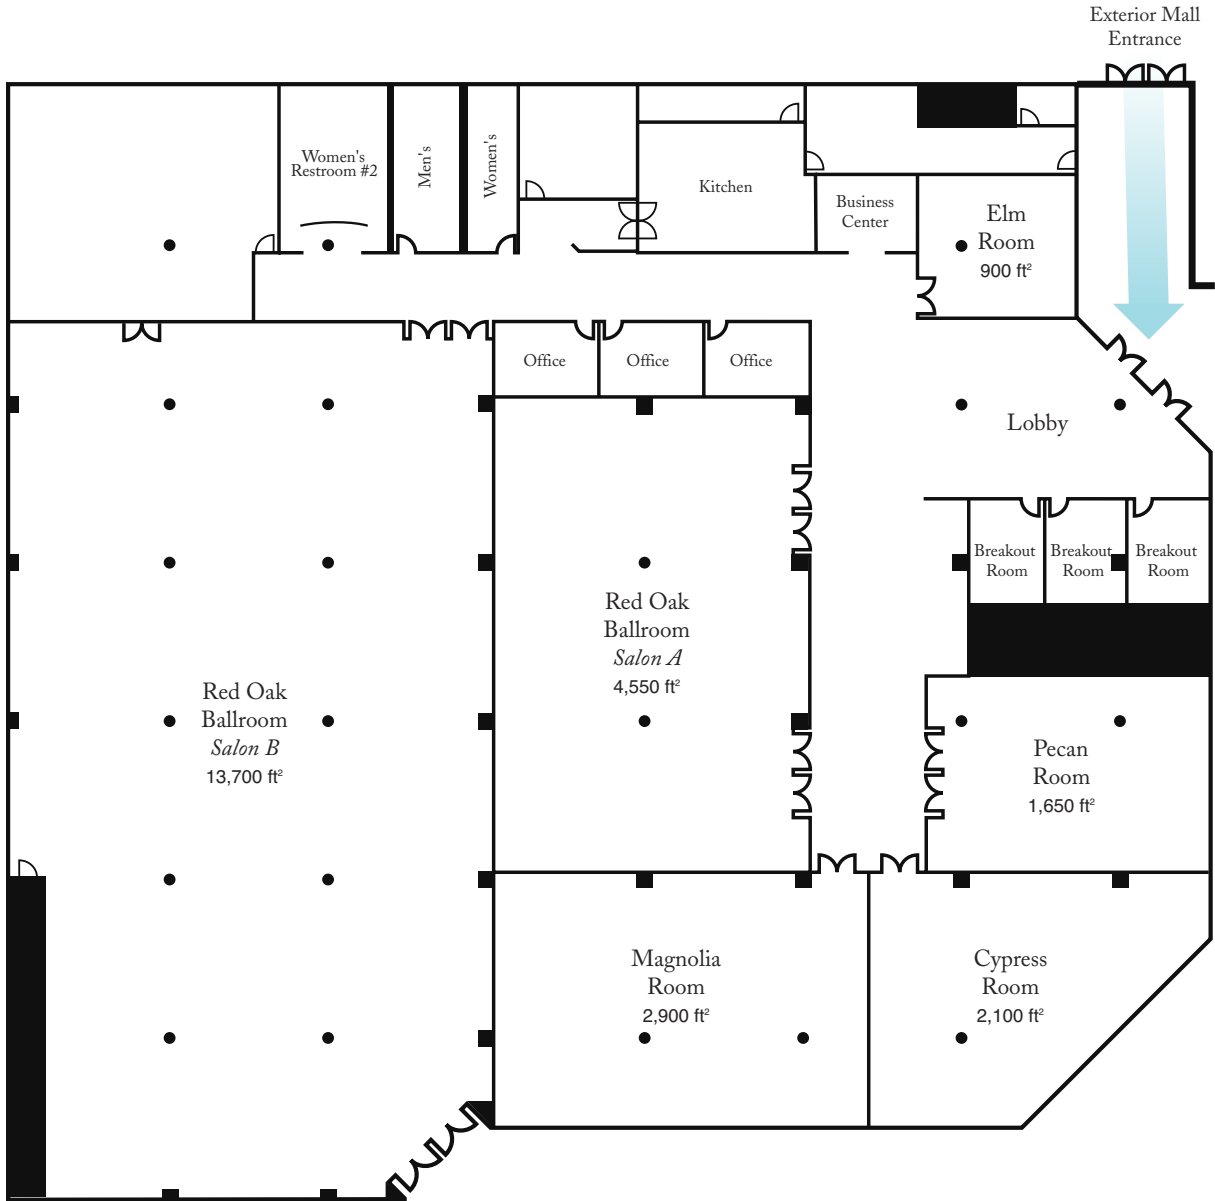 Exterior Mall
Entrance
Women's
Restroom #2
Men's
Women's
Kitchen
Business
Center
Elm
Room
900 ft²
Office
Office
Office
Lobby
Breakout
Room
Breakout
Room
Breakout
Room
Red Oak
Ballroom
Salon A
4,550 ft²
Red Oak
Ballroom
Salon B
13,700 ft²
Pecan
Room
1,650 ft²
Magnolia
Room
2,900 ft²
Cypress
Room
2,100 ft²